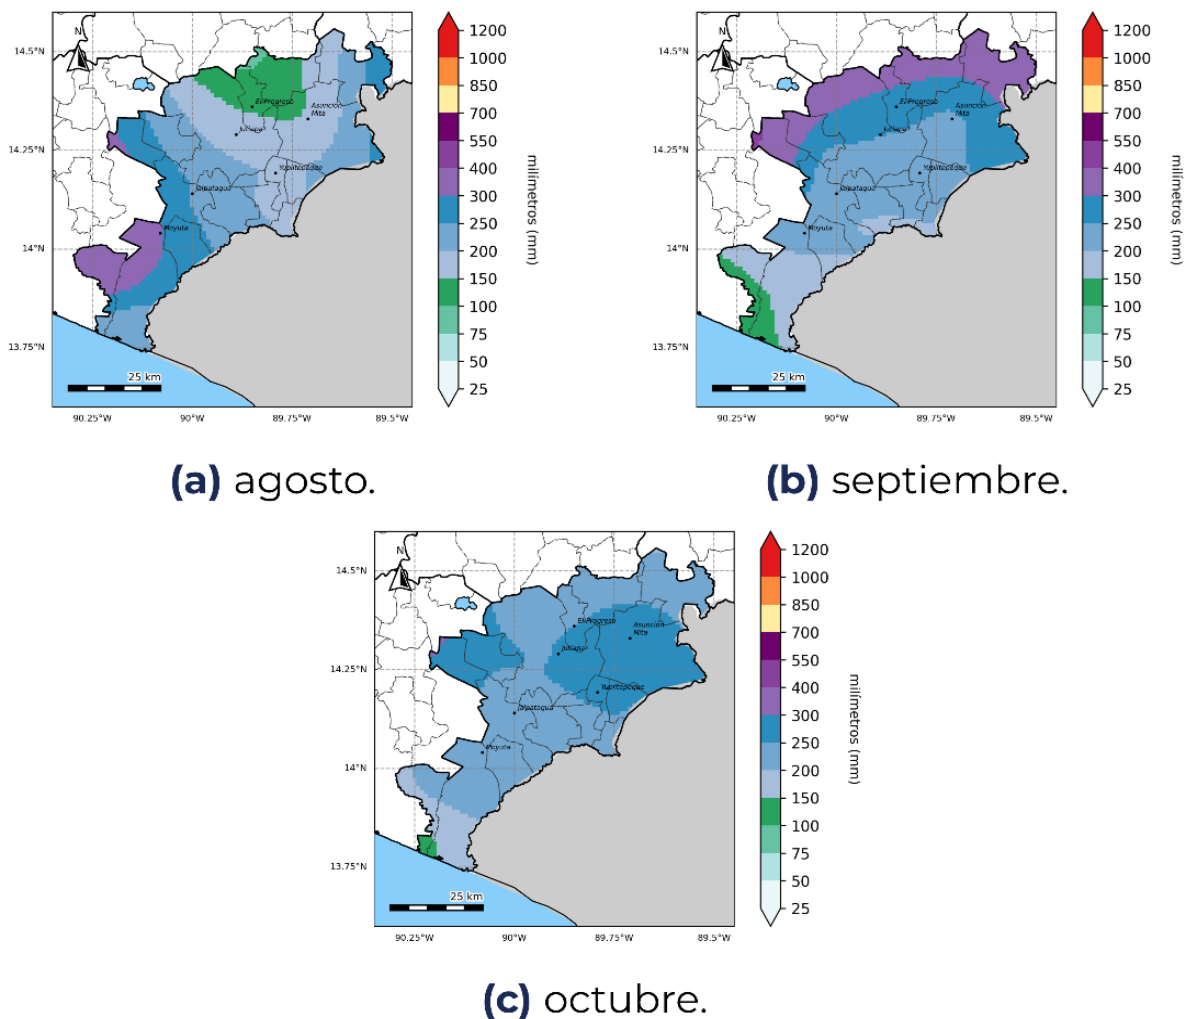 N
14.5°N
14.25°N
14°N
13.75°N
90.25°W
90°W
89.75°W
89.5°W
El Progreso
Asunción
Mita
Jutiapa
Yupiltepeque
Jalpatagua
Moyuta
25 km
1200
1000
850
700
550
400
300
250
200
150
100
75
50
25
milímetros (mm)
(a) agosto.
N
14.5°N
14.25°N
14°N
13.75°N
90.25°W
90°W
89.75°W
89.5°W
El Progreso
Asunción
Mita
Jutiapa
Yupiltepeque
Jalpatagua
Moyuta
25 km
1200
1000
850
700
550
400
300
250
200
150
100
75
50
25
milímetros (mm)
(b) septiembre.
N
14.5°N
14.25°N
14°N
13.75°N
90.25°W
90°W
89.75°W
89.5°W
El Progreso
Asunción
Mita
Jutiapa
Yupiltepeque
Jalpatagua
Moyuta
25 km
1200
1000
850
700
550
400
300
250
200
150
100
75
50
25
milímetros (mm)
(c) octubre.